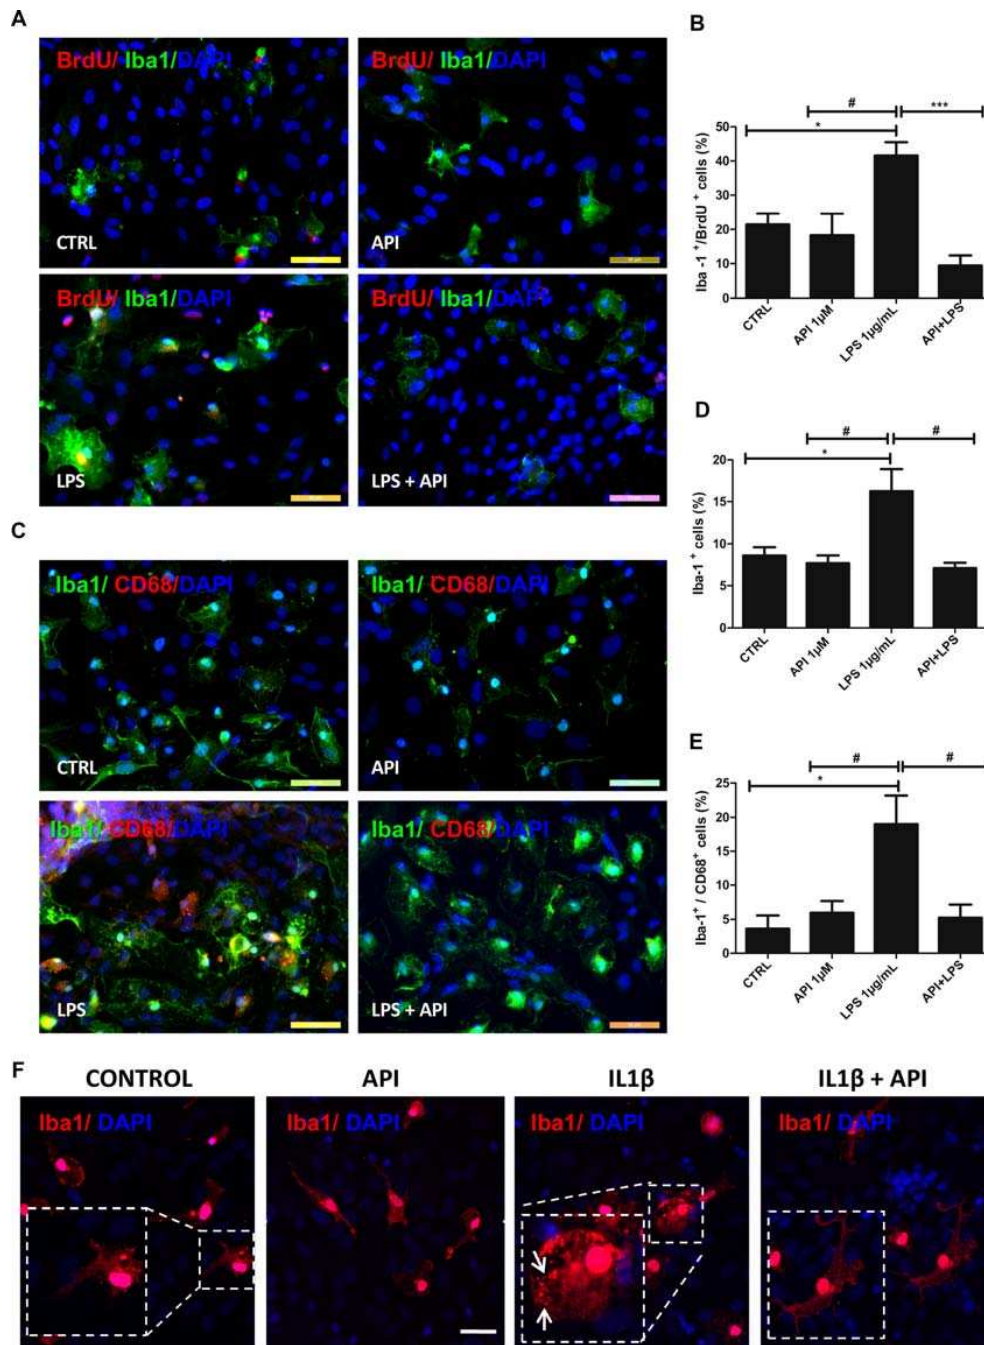 A
BrdU/ Iba1/DAPI
CTRL
BrdU/ Iba1/DAPI
API
BrdU/ Iba1/DAPI
LPS
BrdU/ Iba1/DAPI
LPS + API
B
#
***
*
50
40
30
20
10
0
Iba -1 +/BrdU + cells (%)
CTRL
API 1µM
LPS 1µg/mL
API+LPS
C
Iba1/ CD68/DAPI
CTRL
Iba1/ CD68/DAPI
API
Iba1/ CD68/DAPI
LPS
Iba1/ CD68/DAPI
LPS + API
D
#
#
*
20
15
10
5
0
Iba-1 + cells (%)
CTRL
API 1µM
LPS 1µg/mL
API+LPS
E
#
#
*
25
20
15
10
5
0
Iba-1+ / CD68+ cells (%)
CTRL
API 1µM
LPS 1µg/mL
API+LPS
F
CONTROL
API
IL1β
IL1β + API
Iba1/ DAPI
Iba1/ DAPI
Iba1/ DAPI
Iba1/ DAPI